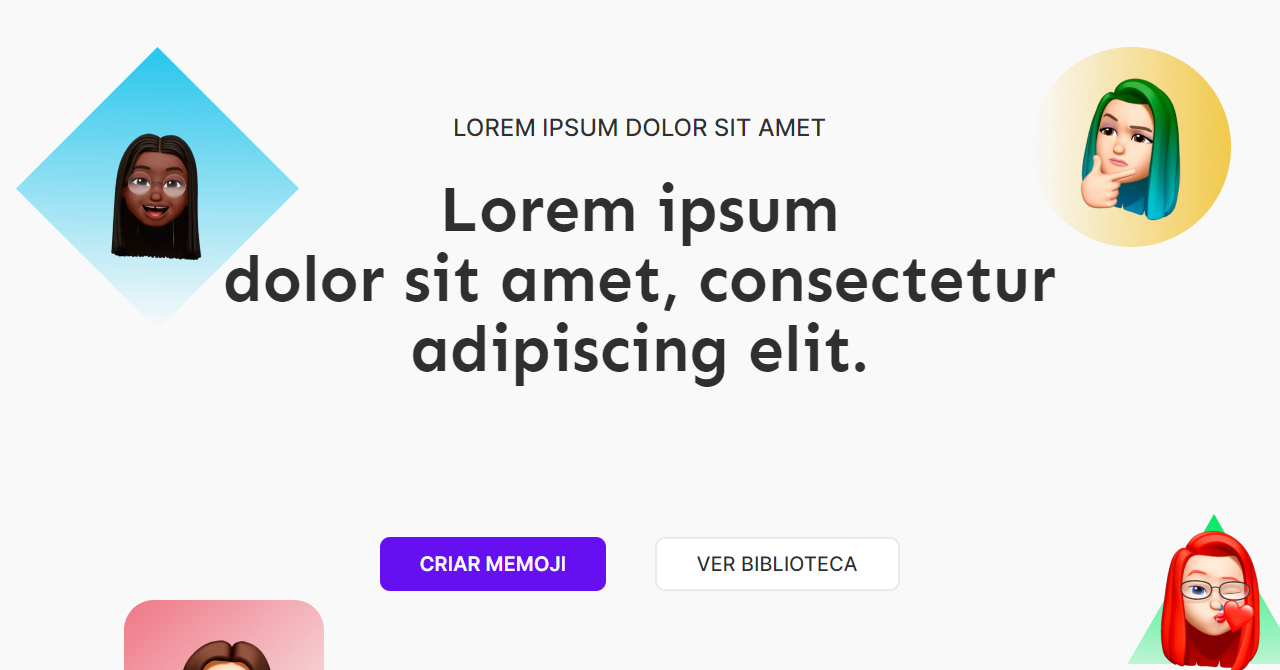 LOREM IPSUM DOLOR SIT AMET
Lorem ipsum
dolor sit amet, consectetur
adipiscing elit.
CRIAR MEMOJI
VER BIBLIOTECA